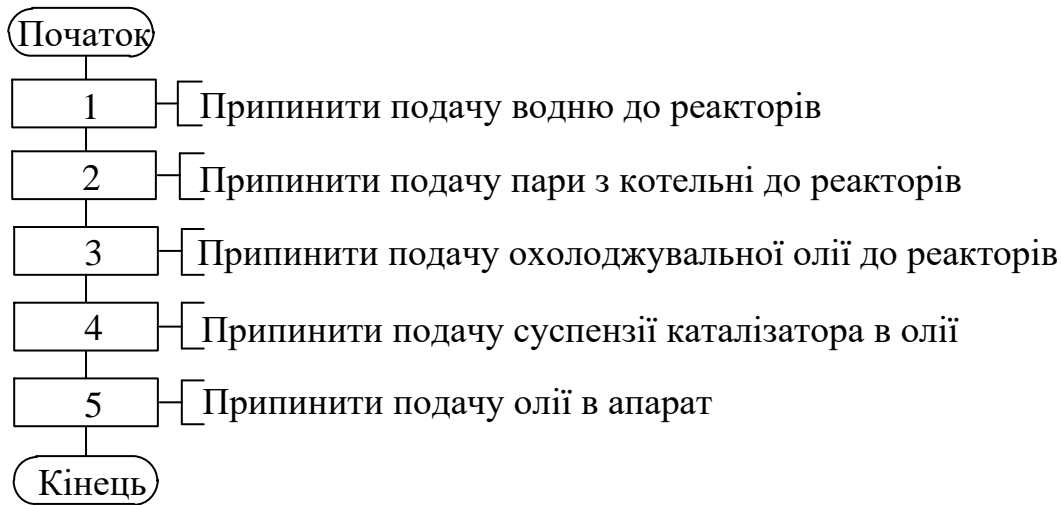 Початок
1 Припинити подачу водню до реакторів
2 Припинити подачу пари з котельні до реакторів
3 Припинити подачу охолоджувальної олії до реакторів
4 Припинити подачу суспензії каталізатора в олії
5 Припинити подачу олії в апарат
Кінець